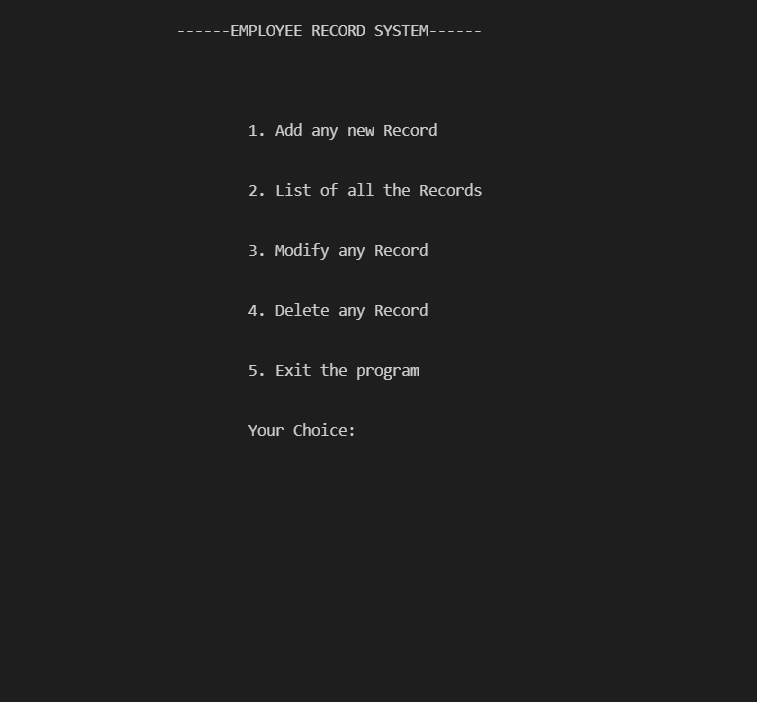 ------EMPLOYEE RECORD SYSTEM------
1. Add any new Record
2. List of all the Records
3. Modify any Record
4. Delete any Record
5. Exit the program
Your Choice: